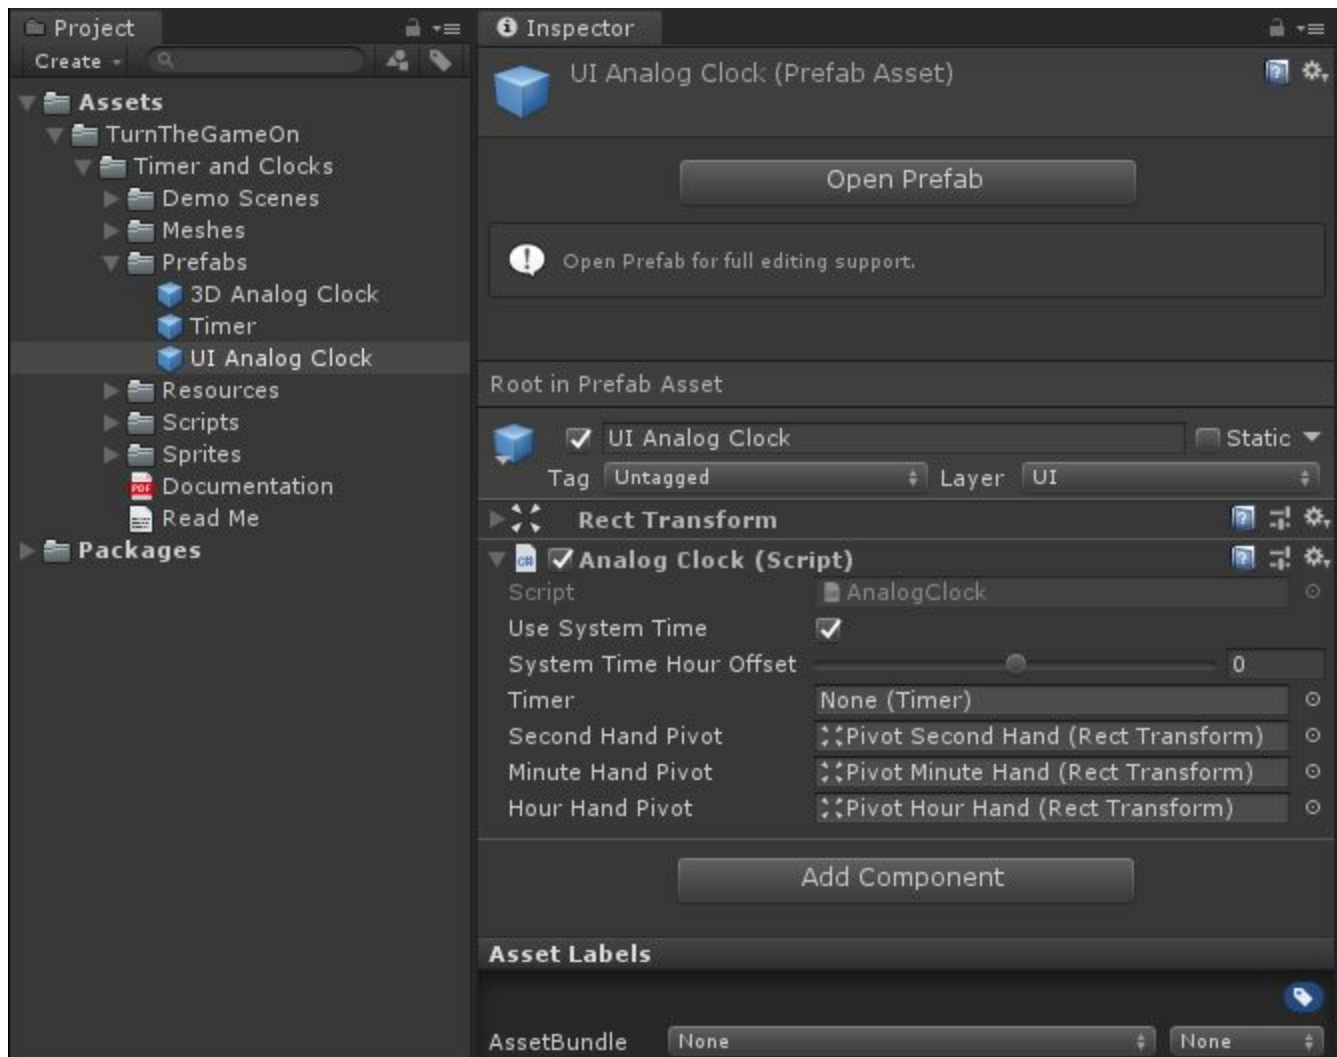 Project
Create
Assets
TurnTheGameOn
Timer and Clocks
Demo Scenes
Meshes
Prefabs
3D Analog Clock
Timer
UI Analog Clock
Resources
Scripts
Sprites
PDF Documentation
Read Me
Packages
Inspector
UI Analog Clock (Prefab Asset)
Open Prefab
Open Prefab for full editing support.
Root in Prefab Asset
UI Analog Clock Static
Tag Untagged Layer UI
Rect Transform
C# Analog Clock (Script)
Script AnalogClock
Use System Time
System Time Hour Offset 0
Timer None (Timer)
Second Hand Pivot Pivot Second Hand (Rect Transform)
Minute Hand Pivot Pivot Minute Hand (Rect Transform)
Hour Hand Pivot Pivot Hour Hand (Rect Transform)
Add Component
Asset Labels
AssetBundle None None